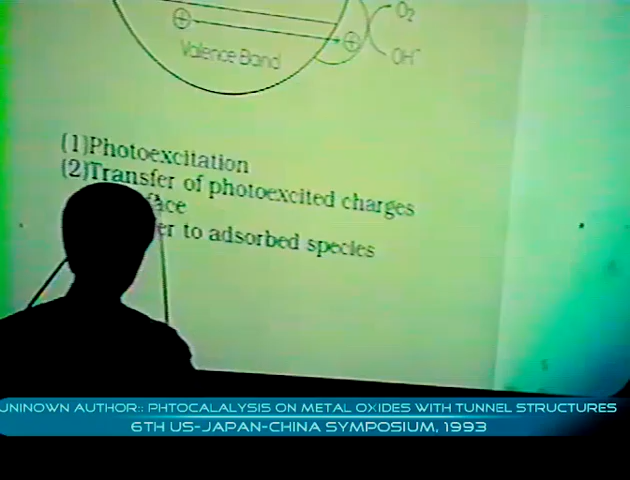 O₂
⊕
⊕
Valence Band
OH⁻
(1)Photoexcitation
(2)Transfer of photoexcited charges
face
er to adsorbed species
UNINOWN AUTHOR:: PHTOCALALYSIS ON METAL OXIDES WITH TUNNEL STRUCTURES
6TH US-JAPAN-CHINA SYMPOSIUM, 1993